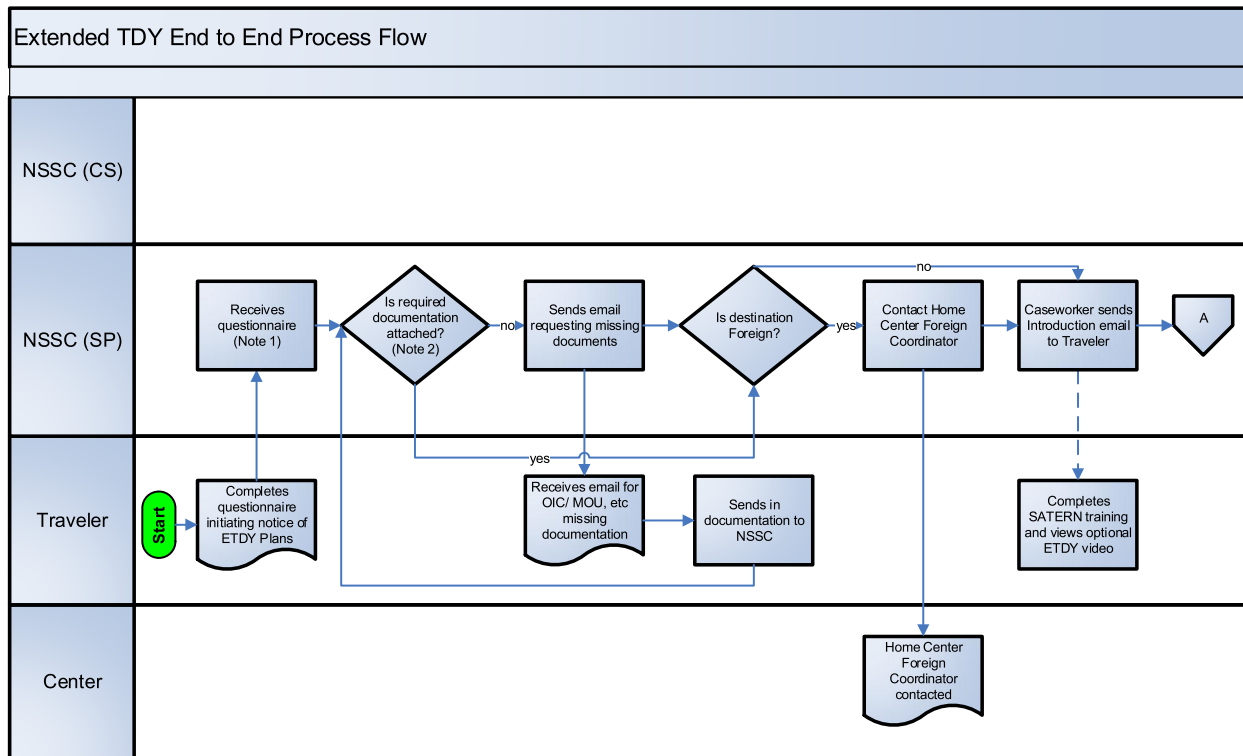 Extended TDY End to End Process Flow
NSSC (CS)
NSSC (SP)
Receives
questionnaire
(Note 1)
Is required
documentation
attached?
(Note 2)
no
Sends email
requesting missing
documents
Is destination
Foreign?
yes
Contact Home
Center Foreign
Coordinator
no
Caseworker sends
Introduction email
to Traveler
A
yes
Traveler
Start
Completes
questionnaire
initiating notice of
ETDY Plans
Receives email for
OIC/ MOU, etc
missing
documentation
Sends in
documentation to
NSSC
Completes
SATERN training
and views optional
ETDY video
Center
Home Center
Foreign
Coordinator
contacted